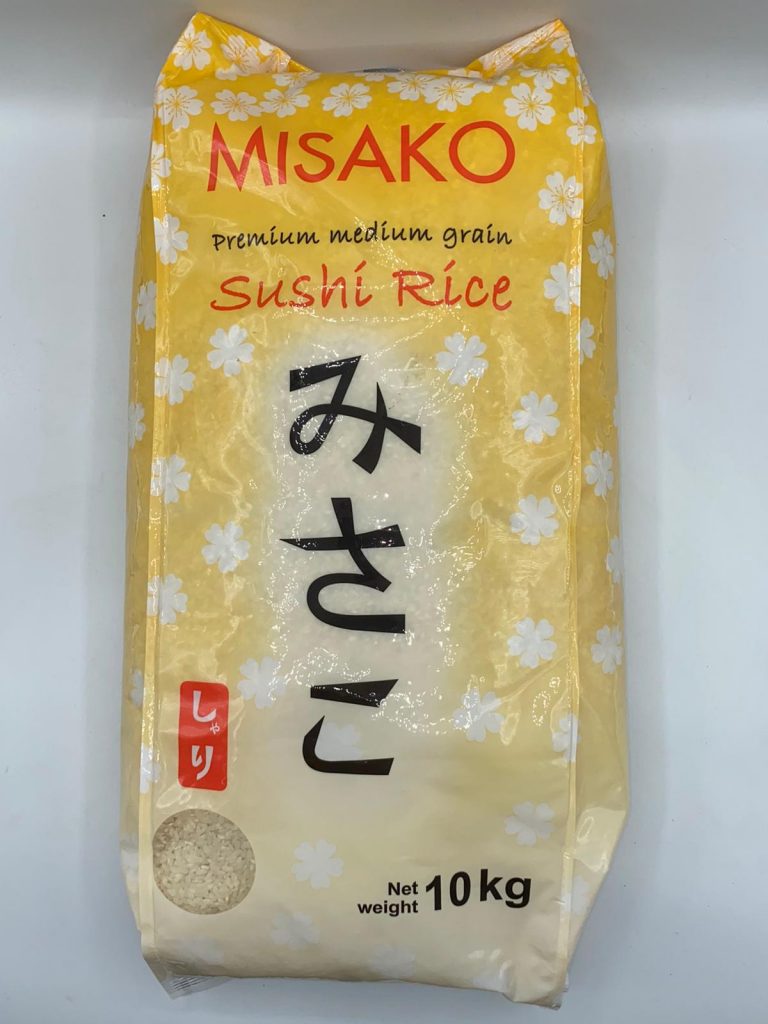 MISAKO
Premium medium grain
Sushi Rice
みさこ
しゃり
Net
weight 10kg